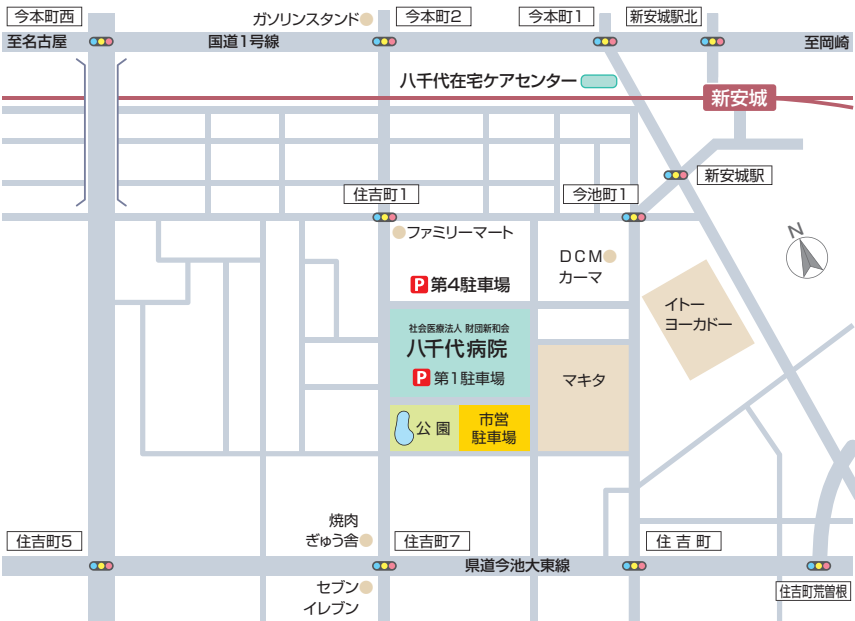 今本町西
ガソリンスタンド
今本町2
今本町1
新安城駅北
至名古屋
国道1号線
至岡崎
八千代在宅ケアセンター
新安城
新安城駅
住吉町1
今池町1
N
ファミリーマート
DCM
カーマ
P 第4駐車場
イトー
ヨーカドー
社会医療法人 財団新和会
八千代病院
P 第1駐車場
マキタ
公園
市営
駐車場
焼肉
ぎゅう舎
住吉町5
住吉町7
住吉町
県道今池大東線
セブン
イレブン
住吉町荒曽根